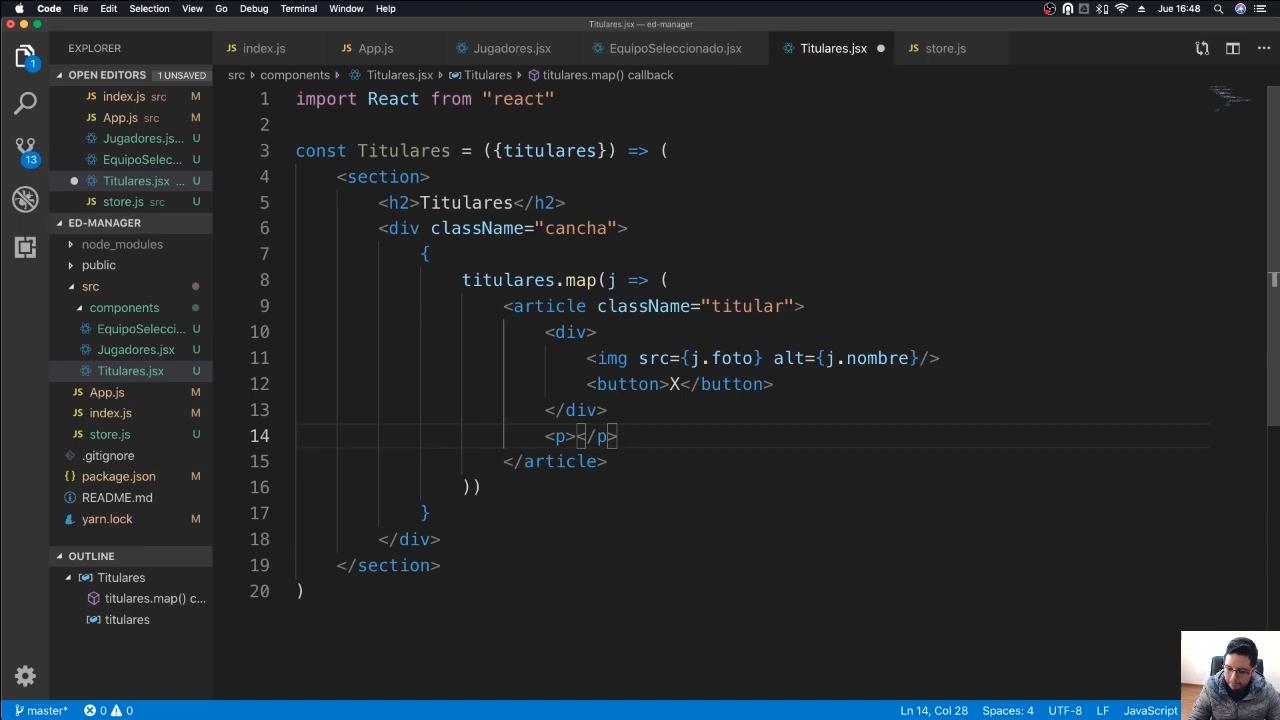 Code File Edit Selection View Go Debug Terminal Window Help Jue 16:48
Titulares.jsx — ed-manager
EXPLORER
index.js App.js Jugadores.jsx EquipoSeleccionado.jsx Titulares.jsx store.js
OPEN EDITORS 1 UNSAVED
src › components › Titulares.jsx › Titulares › titulares.map() callback
index.js src M
App.js src M
Jugadores.js... U
EquipoSelec... U
Titulares.jsx ... U
store.js src U
ED-MANAGER
node_modules
public
src
components
EquipoSelecci... U
Jugadores.jsx U
Titulares.jsx U
App.js M
index.js M
store.js U
.gitignore
package.json M
README.md
yarn.lock M
OUTLINE
Titulares
titulares.map() c...
titulares
1
13
1 import React from "react"
2
3 const Titulares = ({titulares}) => (
4 <section>
5 <h2>Titulares</h2>
6 <div className="cancha">
7 {
8 titulares.map(j => (
9 <article className="titular">
10 <div>
11 <img src={j.foto} alt={j.nombre}/>
12 <button>X</button>
13 </div>
14 <p></p>
15 </article>
16 ))
17 }
18 </div>
19 </section>
20 )
master* 0 0 Ln 14, Col 28 Spaces: 4 UTF-8 LF JavaScript